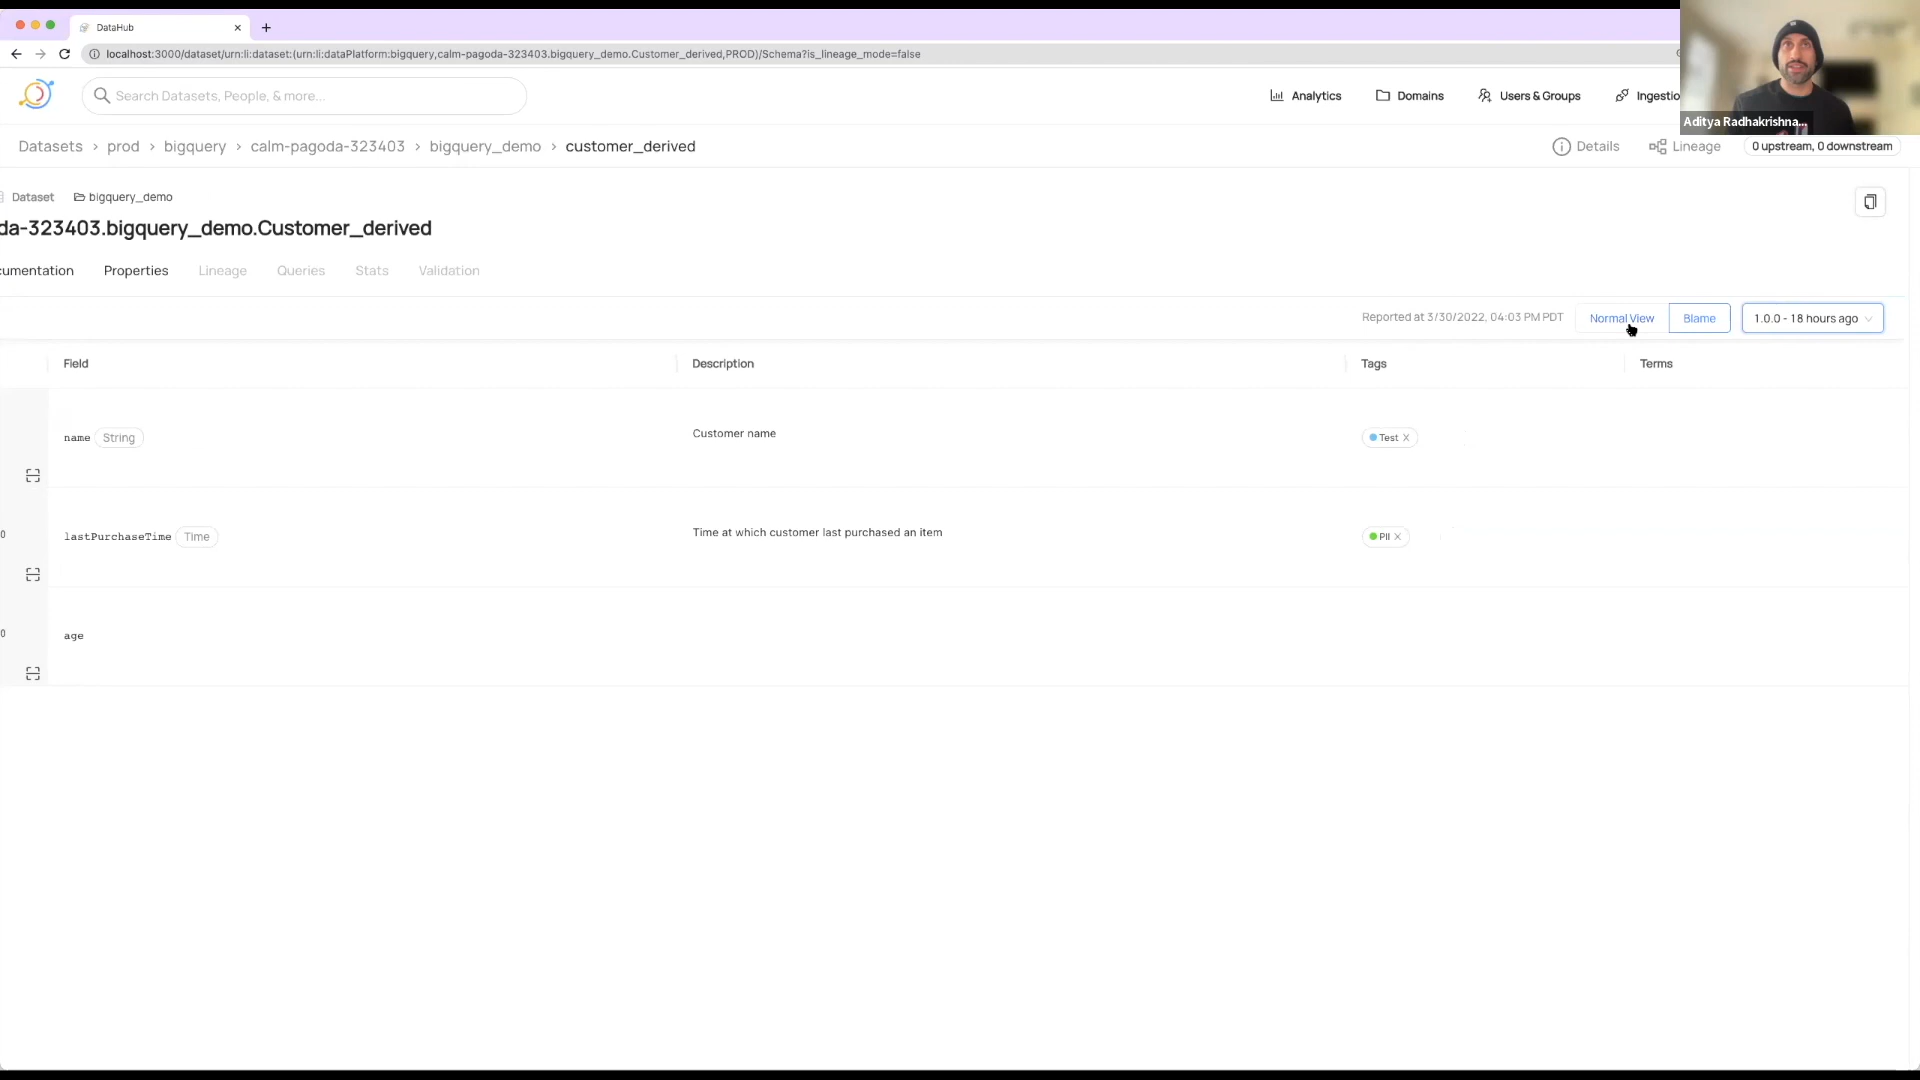 DataHub
localhost:3000/dataset/urn:li:dataset:(urn:li:dataPlatform:bigquery,calm-pagoda-323403.bigquery_demo.Customer_derived,PROD)/Schema?is_lineage_mode=false
Search Datasets, People, & more...
Analytics
Domains
Users & Groups
Ingestio
Aditya Radhakrishna...
Datasets > prod > bigquery > calm-pagoda-323403 > bigquery_demo > customer_derived
Details
Lineage
0 upstream, 0 downstream
Dataset
bigquery_demo
da-323403.bigquery_demo.Customer_derived
cumentation
Properties
Lineage
Queries
Stats
Validation
Reported at 3/30/2022, 04:03 PM PDT
Normal View
Blame
1.0.0 - 18 hours ago
Field
Description
Tags
Terms
name String
Customer name
Test
0
lastPurchaseTime Time
Time at which customer last purchased an item
PII
0
age